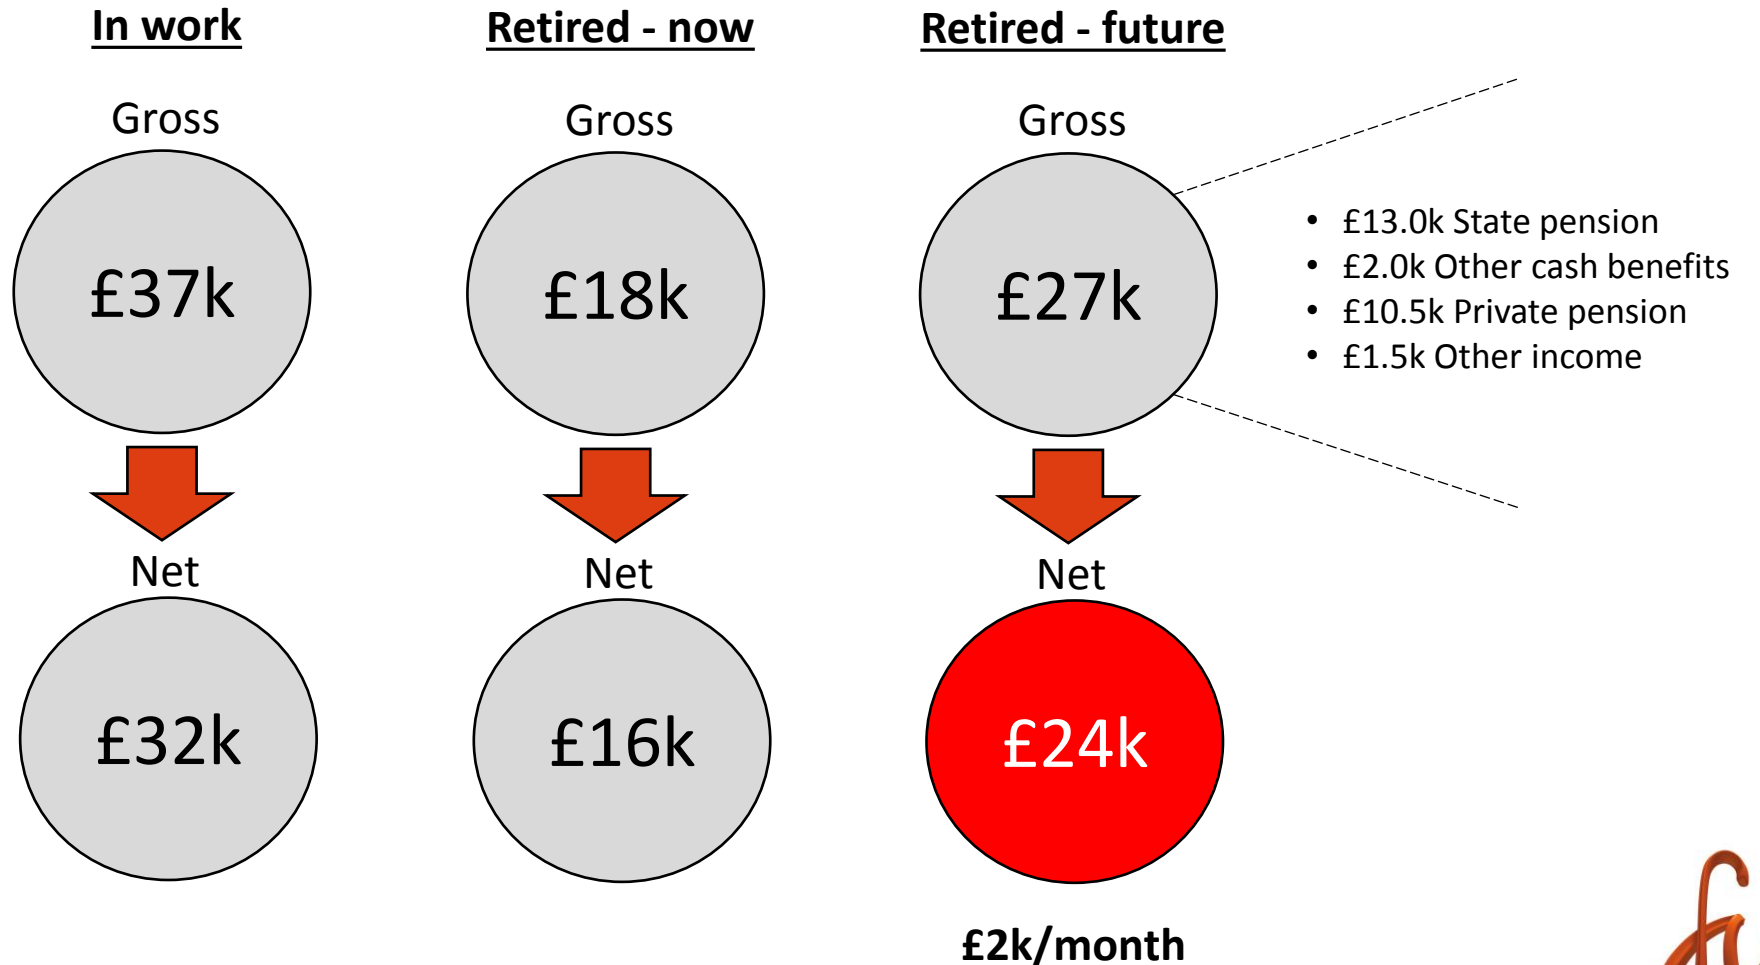 In work
Retired - now
Retired - future
Gross
Gross
Gross
£37k
£18k
£27k
• £13.0k State pension
• £2.0k Other cash benefits
• £10.5k Private pension
• £1.5k Other income
Net
Net
Net
£32k
£16k
£24k
£2k/month